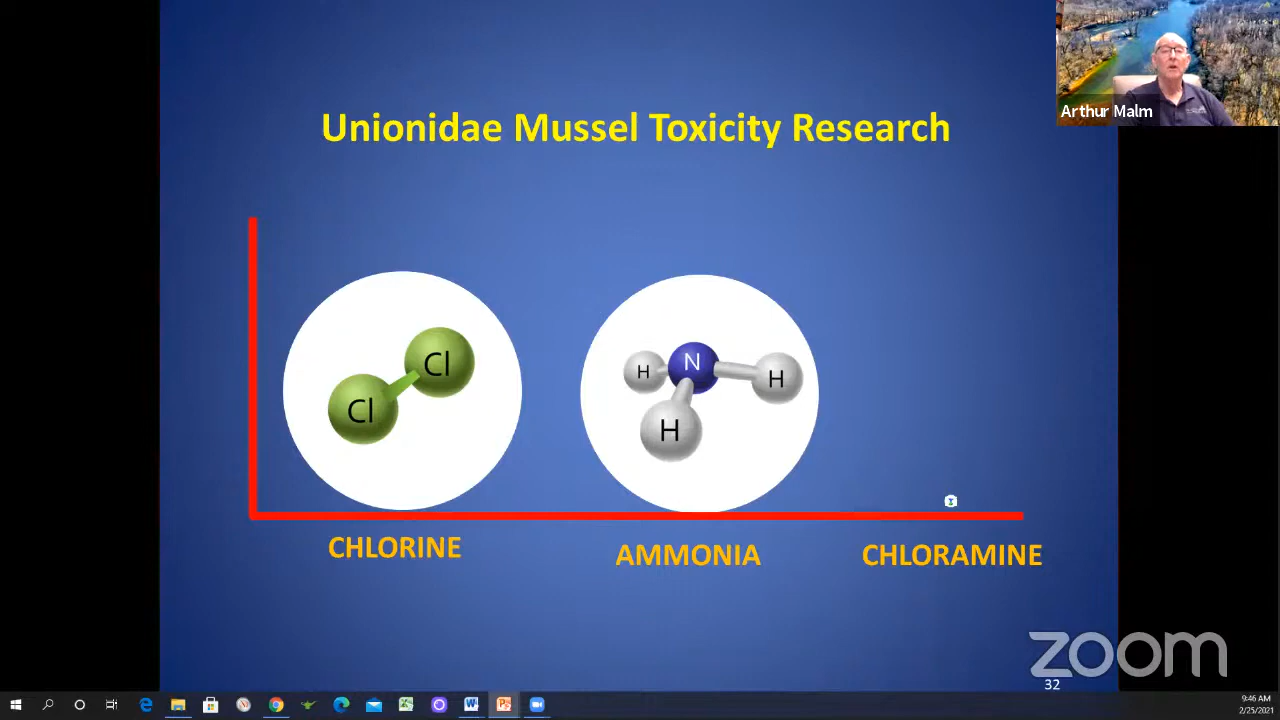 Arthur Malm
Unionidae Mussel Toxicity Research
Cl
Cl
H
N
H
H
CHLORINE
AMMONIA
CHLORAMINE
zoom
32
9:46 AM
2/25/2021